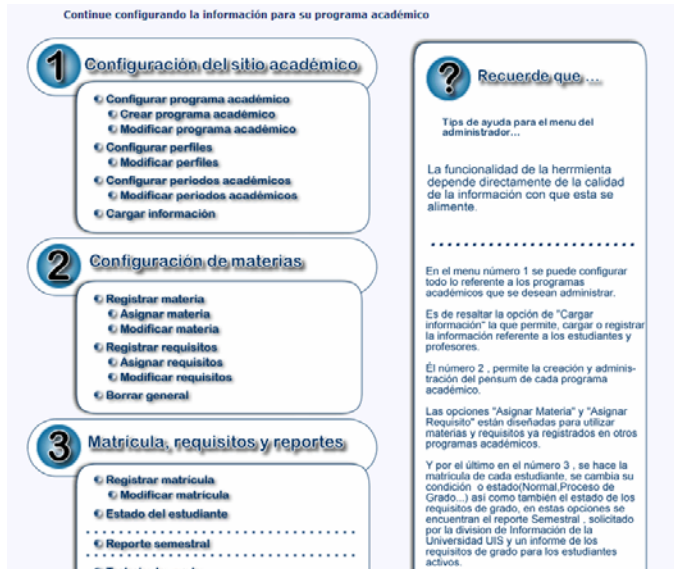 Continue configurando la información para su programa académico
1 Configuración del sitio académico
Configurar programa académico
Crear programa académico
Modificar programa académico
Configurar perfiles
Modificar perfiles
Configurar periodos académicos
Modificar periodos académicos
Cargar información
2 Configuración de materias
Registrar materia
Asignar materia
Modificar materia
Registrar requisitos
Asignar requisitos
Modificar requisitos
Borrar general
3 Matrícula, requisitos y reportes
Registrar matrícula
Modificar matrícula
Estado del estudiante
Reporte semestral
? Recuerde que ...
Tips de ayuda para el menu del
administrador...
La funcionalidad de la herrmienta
depende directamente de la calidad
de la información con que esta se
alimente.
En el menu número 1 se puede configurar
todo lo referente a los programas
académicos que se desean administrar.
Es de resaltar la opción de "Cargar
información" la que permite, cargar o registrar
la información referente a los estudiantes y
profesores.
Él número 2 , permite la creación y adminis-
tración del pensum de cada programa
académico.
Las opciones "Asignar Materia" y "Asignar
Requisito" están diseñadas para utilizar
materias y requisitos ya registrados en otros
programas académicos.
Y por el último en el número 3 , se hace la
matrícula de cada estudiante, se cambia su
condición o estado(Normal,Proceso de
Grado...) así como también el estado de los
requisitos de grado, en estas opciones se
encuentran el reporte Semestral , solicitado
por la division de Información de la
Universidad UIS y un informe de los
requisitos de grado para los estudiantes
activos.